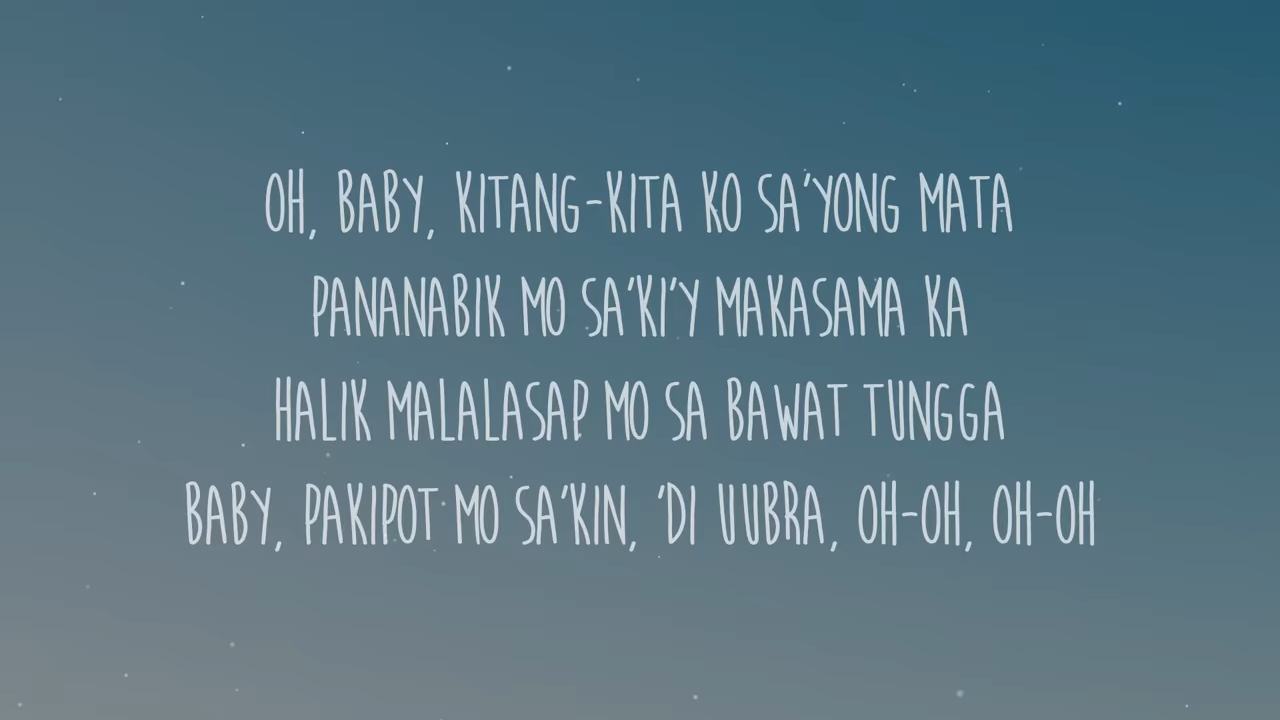 OH, BABY, KITANG-KITA KO SA'YONG MATA
PANANABIK MO SA'KI'Y MAKASAMA KA
HALIK MALALASAP MO SA BAWAT TUNGGA
BABY, PAKIPOT MO SA'KIN, 'DI UUBRA, OH-OH, OH-OH